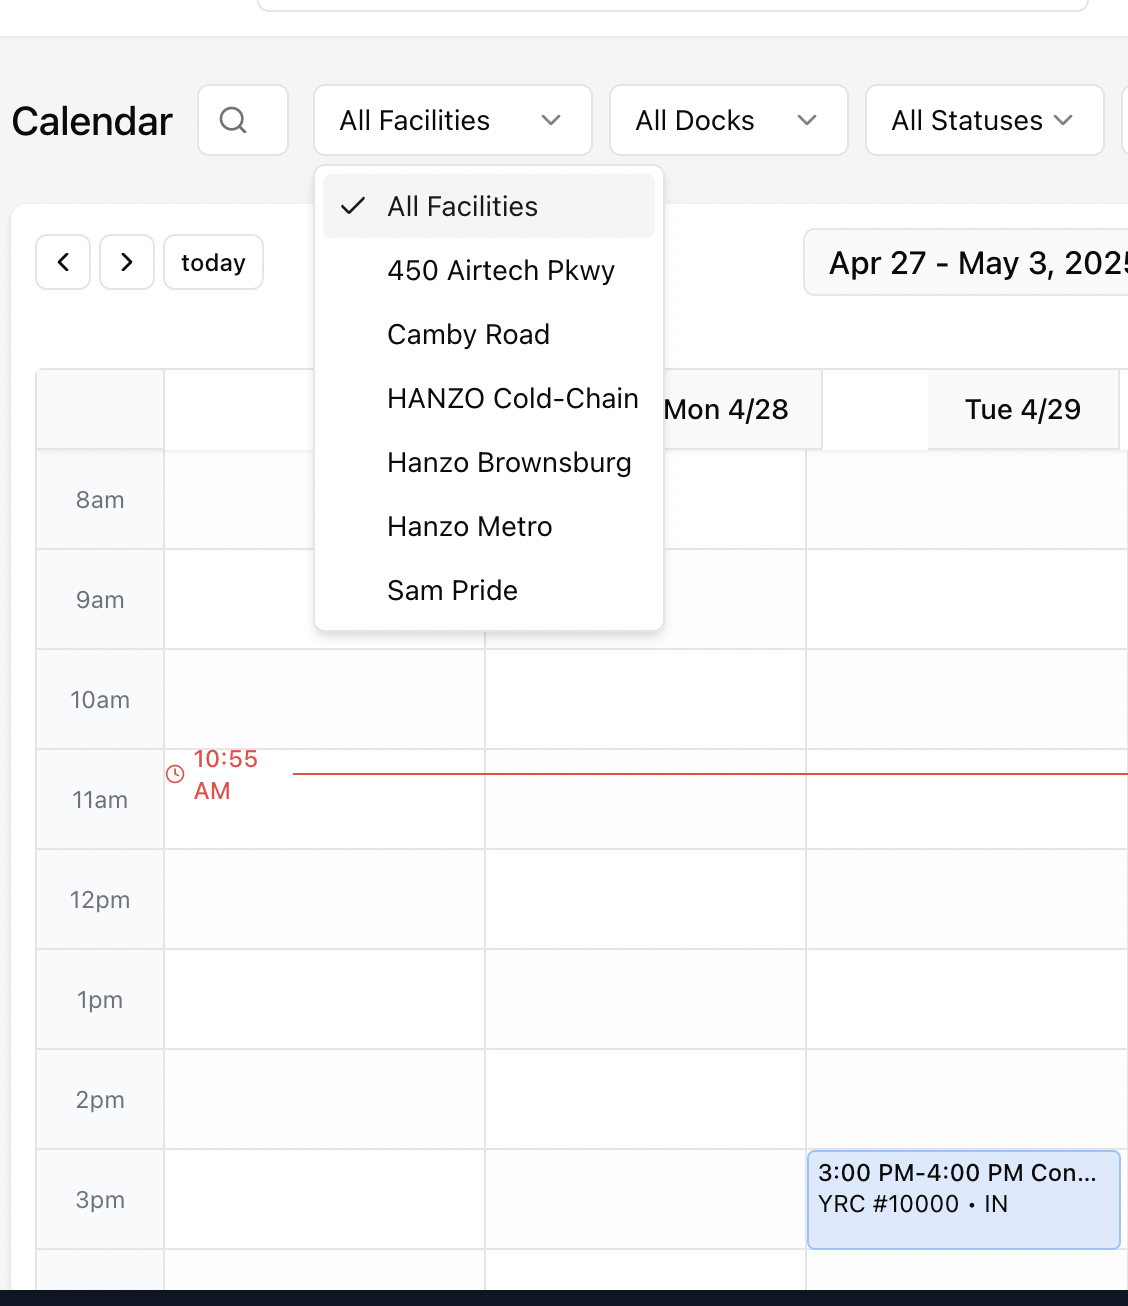 Calendar
All Facilities
All Docks
All Statuses
All Facilities
450 Airtech Pkwy
Camby Road
HANZO Cold-Chain
Hanzo Brownsburg
Hanzo Metro
Sam Pride
today
Apr 27 - May 3, 2025
Mon 4/28
Tue 4/29
8am
9am
10am
10:55
AM
11am
12pm
1pm
2pm
3pm
3:00 PM-4:00 PM Con...
YRC #10000 • IN